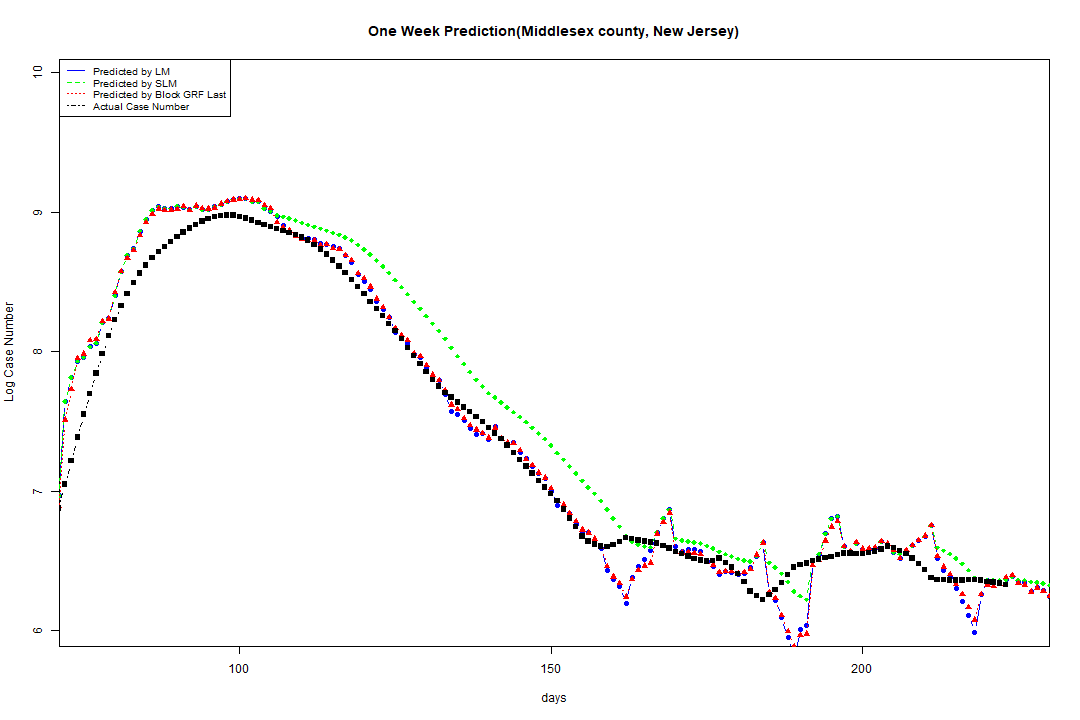 One Week Prediction(Middlesex county, New Jersey)
Predicted by LM
Predicted by SLM
Predicted by Block GRF Last
Actual Case Number
Log Case Number
10
9
8
7
6
100
150
200
days